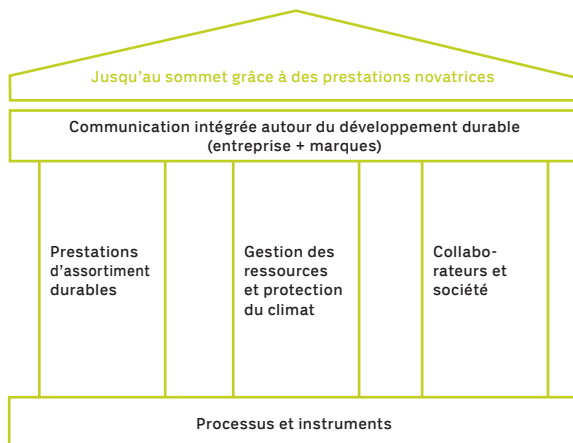 Jusqu'au sommet grâce à des prestations novatrices
Communication intégrée autour du développement durable
(entreprise + marques)
Prestations
d'assortiment
durables
Gestion des
ressources
et protection
du climat
Collabo-
rateurs et
société
Processus et instruments